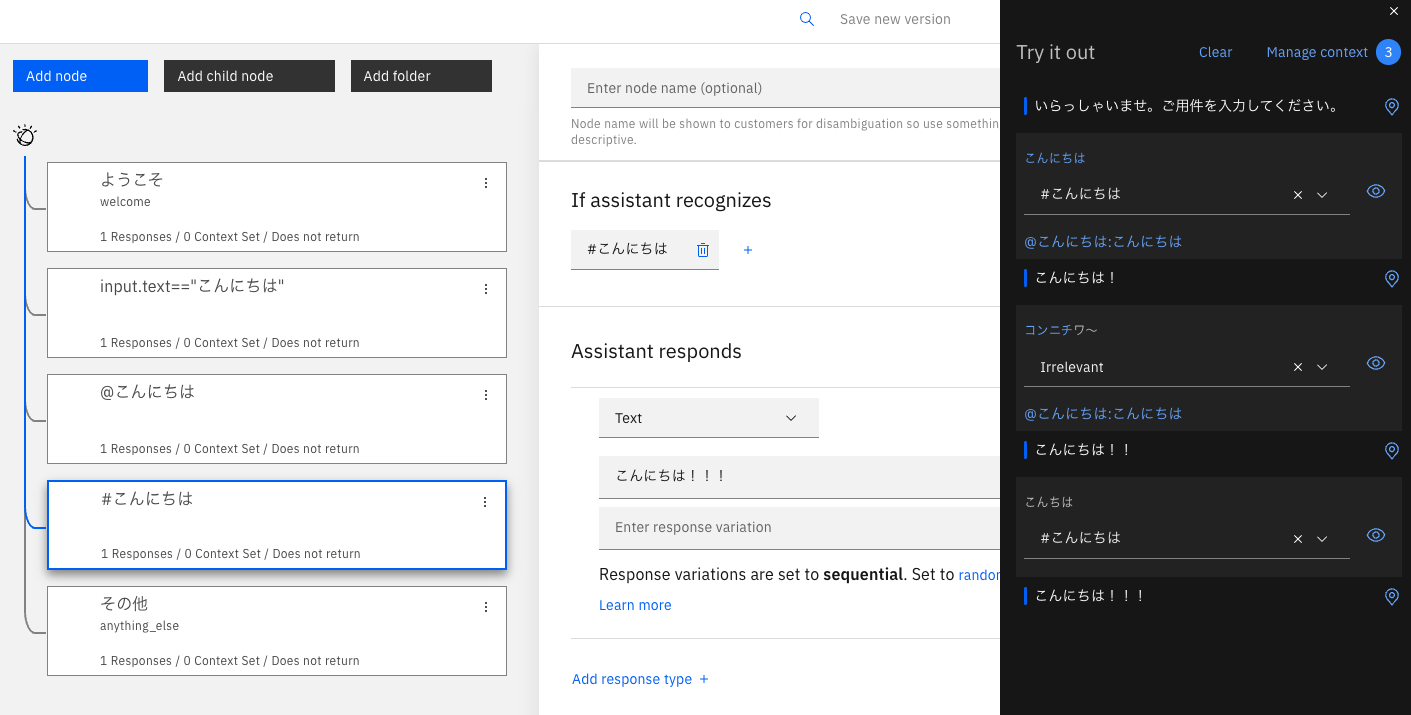 Save new version
Add node
Add child node
Add folder
ようこそ
welcome
1 Responses / 0 Context Set / Does not return
input.text=="こんにちは"
1 Responses / 0 Context Set / Does not return
@こんにちは
1 Responses / 0 Context Set / Does not return
#こんにちは
1 Responses / 0 Context Set / Does not return
その他
anything_else
1 Responses / 0 Context Set / Does not return
Enter node name (optional)
Node name will be shown to customers for disambiguation so use
descriptive.
If assistant recognizes
#こんにちは
Assistant responds
Text
こんにちは！！！
Enter response variation
Response variations are set to sequential. Set to
Learn more
Add response type +
Try it out
Clear
Manage context 3
いらっしゃいませ。ご用件を入力してください。
こんにちは
#こんにちは
@こんにちは:こんにちは
こんにちは！
コンニチワ〜
Irrelevant
@こんにちは:こんにちは
こんにちは！！
こんちは
#こんにちは
こんにちは！！！